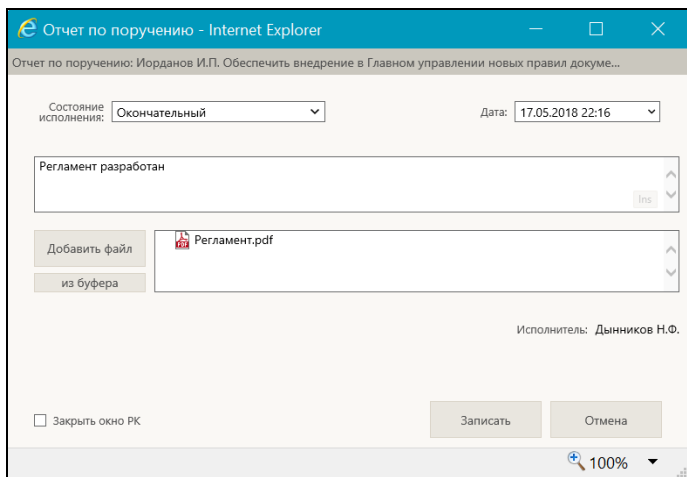 Отчет по поручению - Internet Explorer
Отчет по поручению: Иорданов И.П. Обеспечить внедрение в Главном управлении новых правил докуме...
Состояние исполнения: Окончательный Дата: 17.05.2018 22:16
Регламент разработан
Ins
Добавить файл Регламент.pdf
из буфера
Исполнитель: Дынников Н.Ф.
Закрыть окно РК Записать Отмена
100%